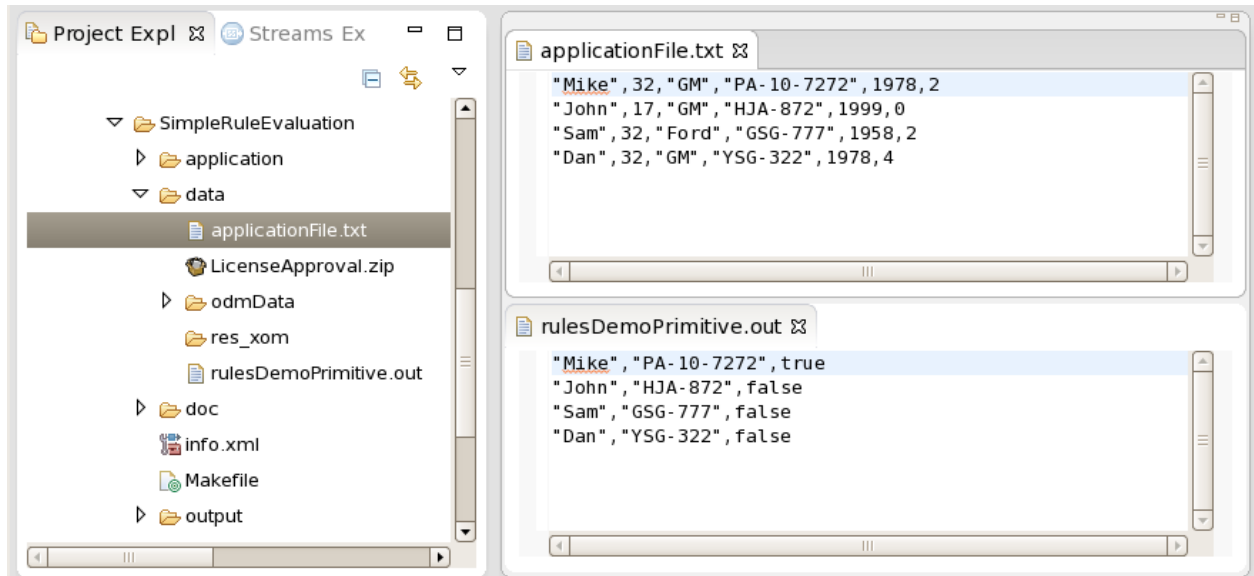 Project Expl
Streams Ex
SimpleRuleEvaluation
application
data
applicationFile.txt
LicenseApproval.zip
odmData
res_xom
rulesDemoPrimitive.out
doc
info.xml
Makefile
output
applicationFile.txt
"Mike",32,"GM","PA-10-7272",1978,2
"John",17,"GM","HJA-872",1999,0
"Sam",32,"Ford","GSG-777",1958,2
"Dan",32,"GM","YSG-322",1978,4
rulesDemoPrimitive.out
"Mike","PA-10-7272",true
"John","HJA-872",false
"Sam","GSG-777",false
"Dan","YSG-322",false